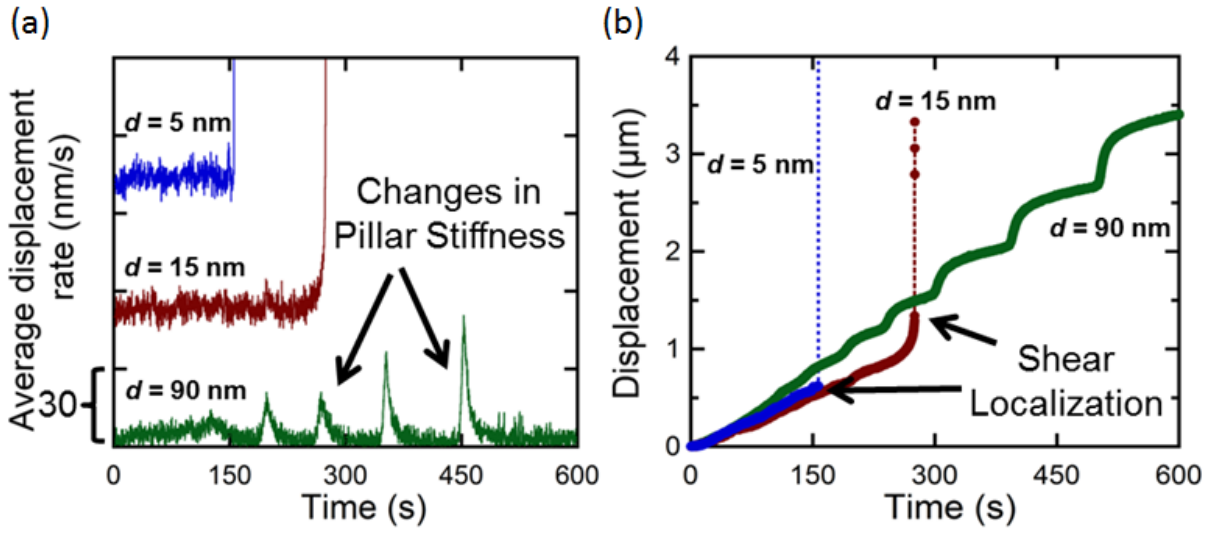 (a)
Average displacement
rate (nm/s)
30
d = 5 nm
d = 15 nm
d = 90 nm
Changes in
Pillar Stiffness
0 150 300 450 600
Time (s)
(b)
Displacement (μm)
4
3
2
1
0
d = 15 nm
d = 5 nm
d = 90 nm
Shear
Localization
0 150 300 450 600
Time (s)